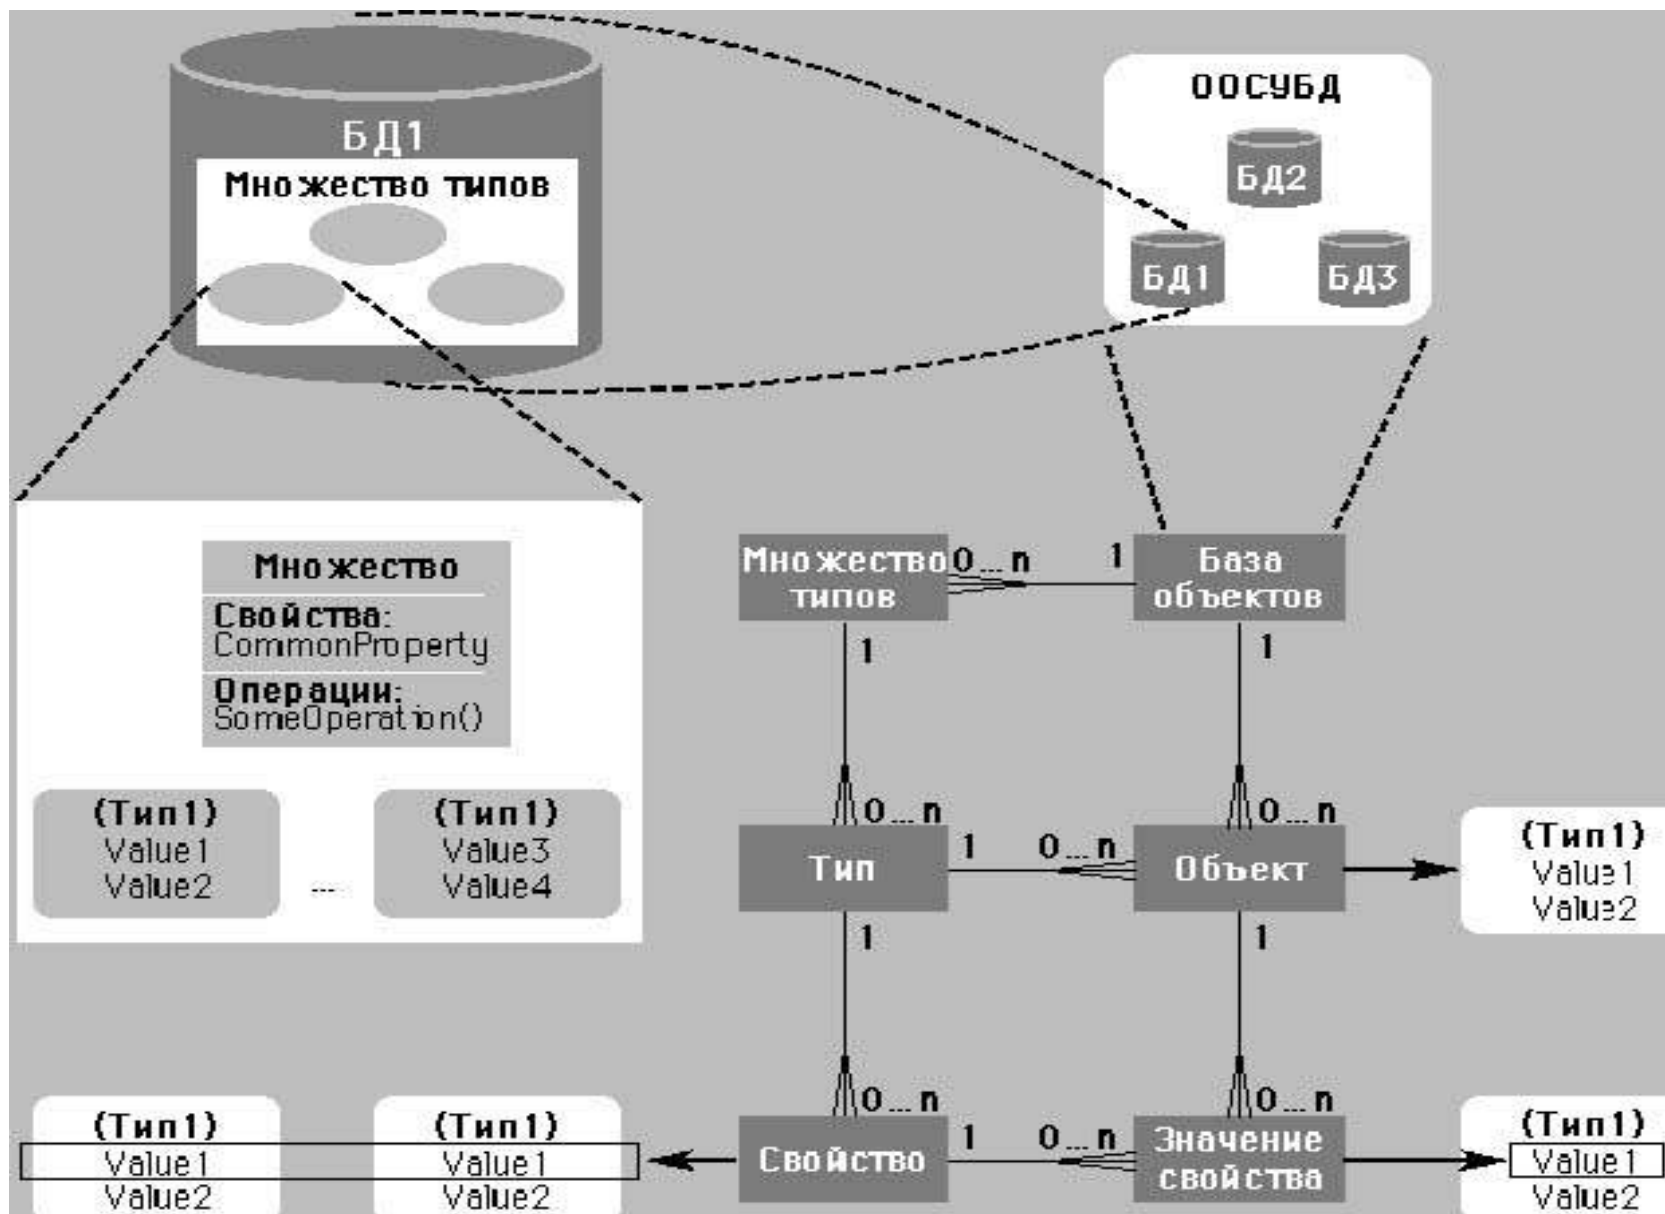 ООСУБД
БД2
БД1
БД3
БД1
Множество типов
Множество
Свойства:
CommonProperty
Операции:
SomeOperation()
(Тип1)
Value1
Value2
...
(Тип1)
Value3
Value4
Множество
типов
0...n
1
База
объектов
1
1
0...n
0...n
Тип
1
0...n
Объект
(Тип1)
Value1
Value2
1
1
0...n
0...n
(Тип1)
Value1
Value2
(Тип1)
Value1
Value2
Свойство
1
0...n
Значение
свойства
(Тип1)
Value1
Value2